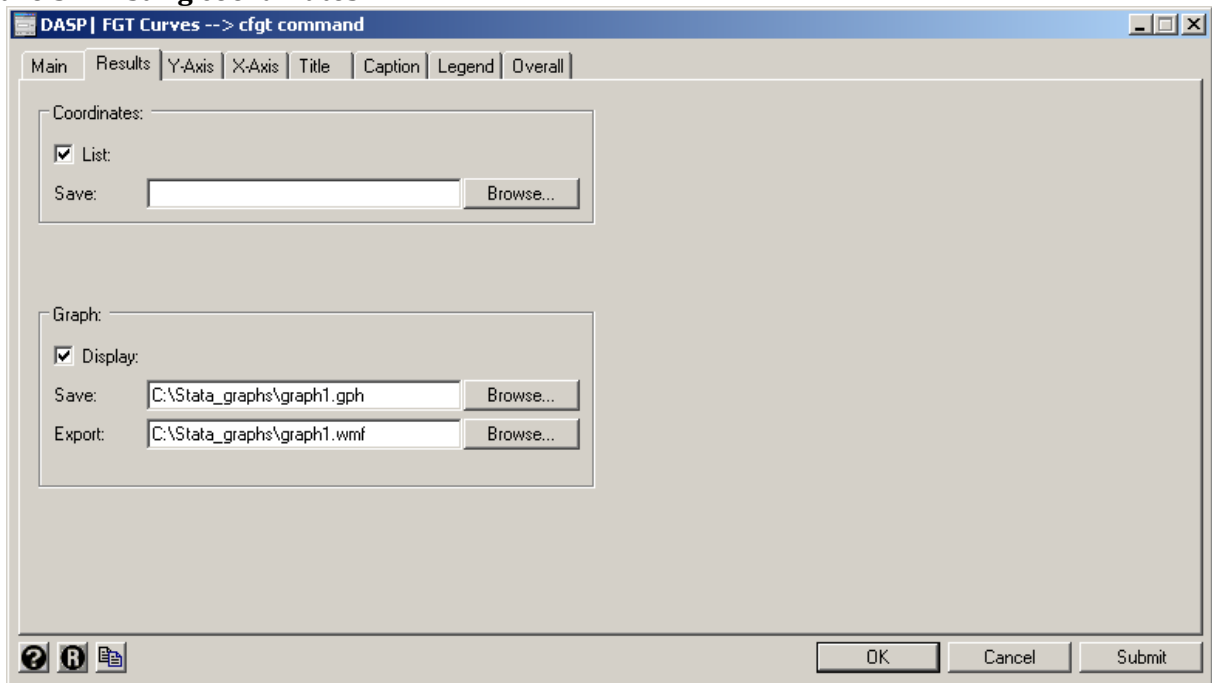 DASP| FGT Curves --> cfgt command
Main Results Y-Axis X-Axis Title Caption Legend Overall
Coordinates:
List:
Save: Browse...
Graph:
Display:
Save: C:\Stata_graphs\graph1.gph Browse...
Export: C:\Stata_graphs\graph1.wmf Browse...
OK Cancel Submit